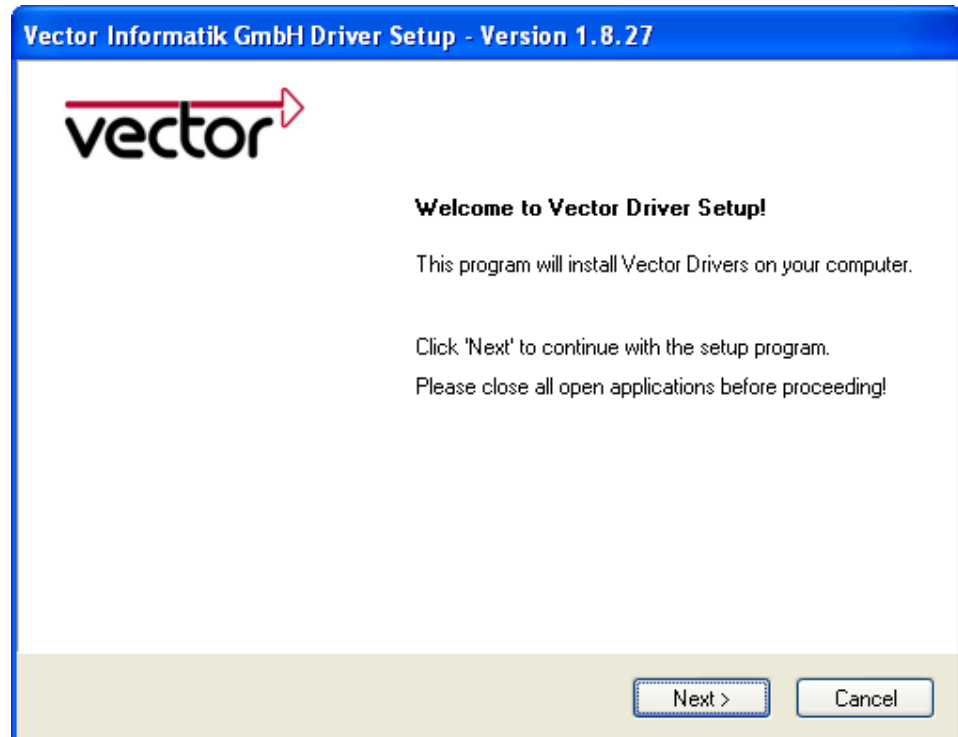 Vector Informatik GmbH Driver Setup - Version 1.8.27
vector
Welcome to Vector Driver Setup!
This program will install Vector Drivers on your computer.
Click 'Next' to continue with the setup program.
Please close all open applications before proceeding!
Next >
Cancel